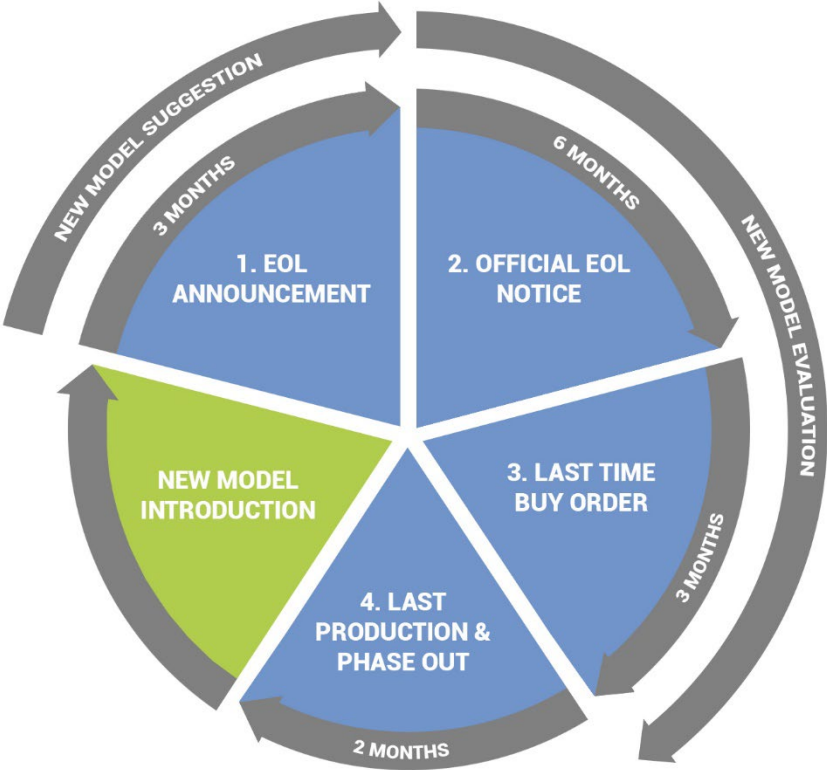 NEW MODEL SUGGESTION
3 MONTHS
1. EOL
ANNOUNCEMENT
NEW MODEL EVALUATION
6 MONTHS
2. OFFICIAL EOL
NOTICE
3. LAST TIME
BUY ORDER
3 MONTHS
4. LAST
PRODUCTION &
PHASE OUT
2 MONTHS
NEW MODEL
INTRODUCTION